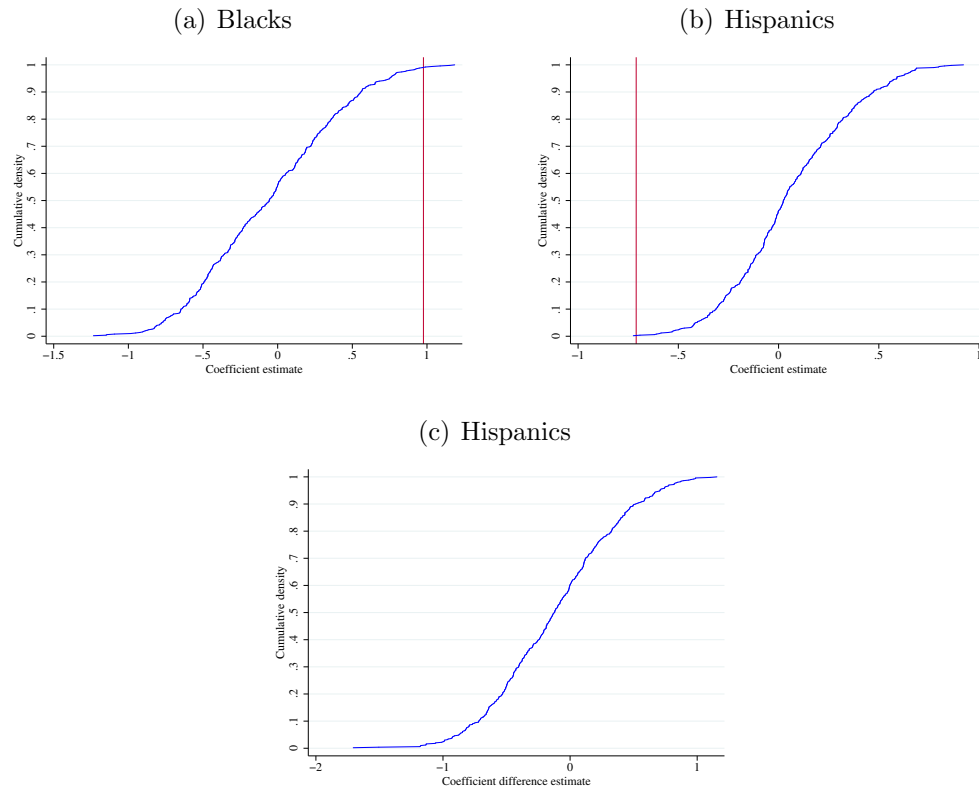 (a) Blacks
(b) Hispanics
Cumulative density
0 .1 .2 .3 .4 .5 .6 .7 .8 .9 1
−1.5 −1 −.5 0 .5 1
Coefficient estimate
Cumulative density
0 .1 .2 .3 .4 .5 .6 .7 .8 .9 1
−1 −.5 0 .5 1
Coefficient estimate
(c) Hispanics
Cumulative density
0 .1 .2 .3 .4 .5 .6 .7 .8 .9 1
−2 −1 0 1
Coefficient difference estimate